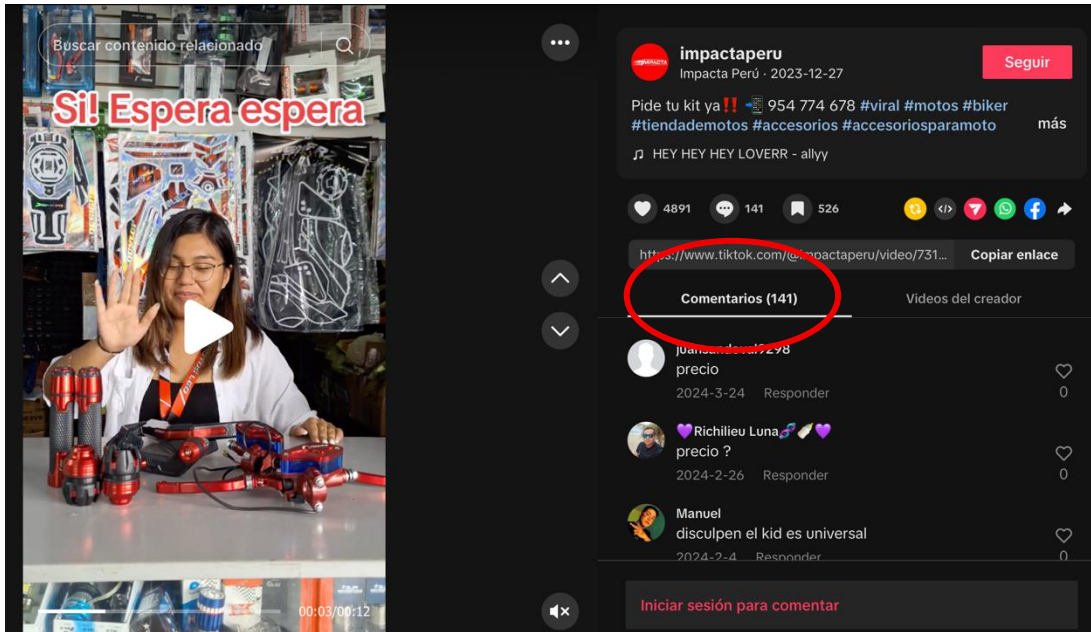 Buscar contenido relacionado
Si! Espera espera
00:03/00:12
impactaperu
Impacta Perú · 2023-12-27
Seguir
Pide tu kit ya‼️ 📲 954 774 678 #viral #motos #biker
#tiendademotos #accesorios #accesoriosparamoto
más
HEY HEY HEY LOVERR - allyy
4891
141
526
https://www.tiktok.com/@impactaperu/video/731...
Copiar enlace
Comentarios (141)
Videos del creador
juansandoval9298
precio
2024-3-24 Responder
0
💜Richilieu Luna🧬🍼💜
precio ?
2024-2-26 Responder
0
Manuel
disculpen el kid es universal
2024-2-4 Responder
0
Iniciar sesión para comentar